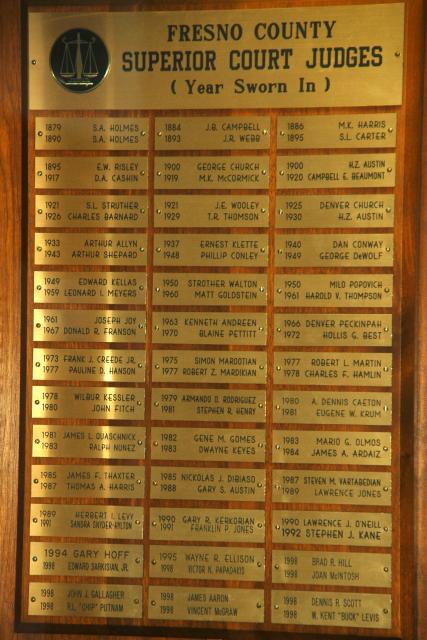 FRESNO COUNTY
SUPERIOR COURT JUDGES
( Year Sworn In )
1879 S.A. HOLMES
1890 S.A. HOLMES
1884 J.B. CAMPBELL
1893 J.R. WEBB
1886 M.K. HARRIS
1895 S.L. CARTER
1895 E.W. RISLEY
1917 D.A. CASHIN
1900 GEORGE CHURCH
1919 M.K. McCORMICK
1900 H.Z. AUSTIN
1920 CAMPBELL E. BEAUMONT
1921 S.L. STRUTHER
1926 CHARLES BARNARD
1921 J.E. WOOLEY
1929 T.R. THOMSON
1925 DENVER CHURCH
1930 H.Z. AUSTIN
1933 ARTHUR ALLYN
1943 ARTHUR SHEPARD
1937 ERNEST KLETTE
1948 PHILLIP CONLEY
1940 DAN CONWAY
1949 GEORGE DeWOLF
1949 EDWARD KELLAS
1959 LEONARD I. MEYERS
1950 STROTHER WALTON
1960 MATT GOLDSTEIN
1950 MILO POPOVICH
1961 HAROLD V. THOMPSON
1961 JOSEPH JOY
1967 DONALD R. FRANSON
1963 KENNETH ANDREEN
1970 BLAINE PETTITT
1966 DENVER PECKINPAH
1972 HOLLIS G. BEST
1973 FRANK J. CREEDE JR.
1977 PAULINE D. HANSON
1975 SIMON MAROOTIAN
1977 ROBERT Z. MARDIKIAN
1977 ROBERT L. MARTIN
1978 CHARLES F. HAMLIN
1978 WILBUR KESSLER
1980 JOHN FITCH
1979 ARMANDO O. RODRIGUEZ
1981 STEPHEN R. HENRY
1980 A. DENNIS CAETON
1981 EUGENE W. KRUM
1981 JAMES L. QUASCHNICK
1983 RALPH NUNEZ
1982 GENE M. GOMES
1983 DWAYNE KEYES
1983 MARIO G. OLMOS
1984 JAMES A. ARDAIZ
1985 JAMES F. THAXTER
1987 THOMAS A. HARRIS
1985 NICKOLAS J. DIBIASO
1988 GARY S. AUSTIN
1987 STEVEN M. VARTABEDIAN
1989 LAWRENCE JONES
1989 HERBERT I. LEVY
1991 SANDRA SNYDER-HYLTON
1990 GARY R. KERKORIAN
1991 FRANKLIN P. JONES
1990 LAWRENCE J. O'NEILL
1992 STEPHEN J. KANE
1994 GARY HOFF
1998 EDWARD SARKISIAN, JR.
1995 WAYNE R. ELLISON
1998 VICTOR N. PAPADAKIS
1998 BRAD R. HILL
1998 JOAN McINTOSH
1998 JOHN J. GALLAGHER
1998 R.L. "CHIP" PUTNAM
1998 JAMES AARON
1998 VINCENT McGRAW
1998 DENNIS R. SCOTT
1998 W. KENT "BUCK" LEVIS